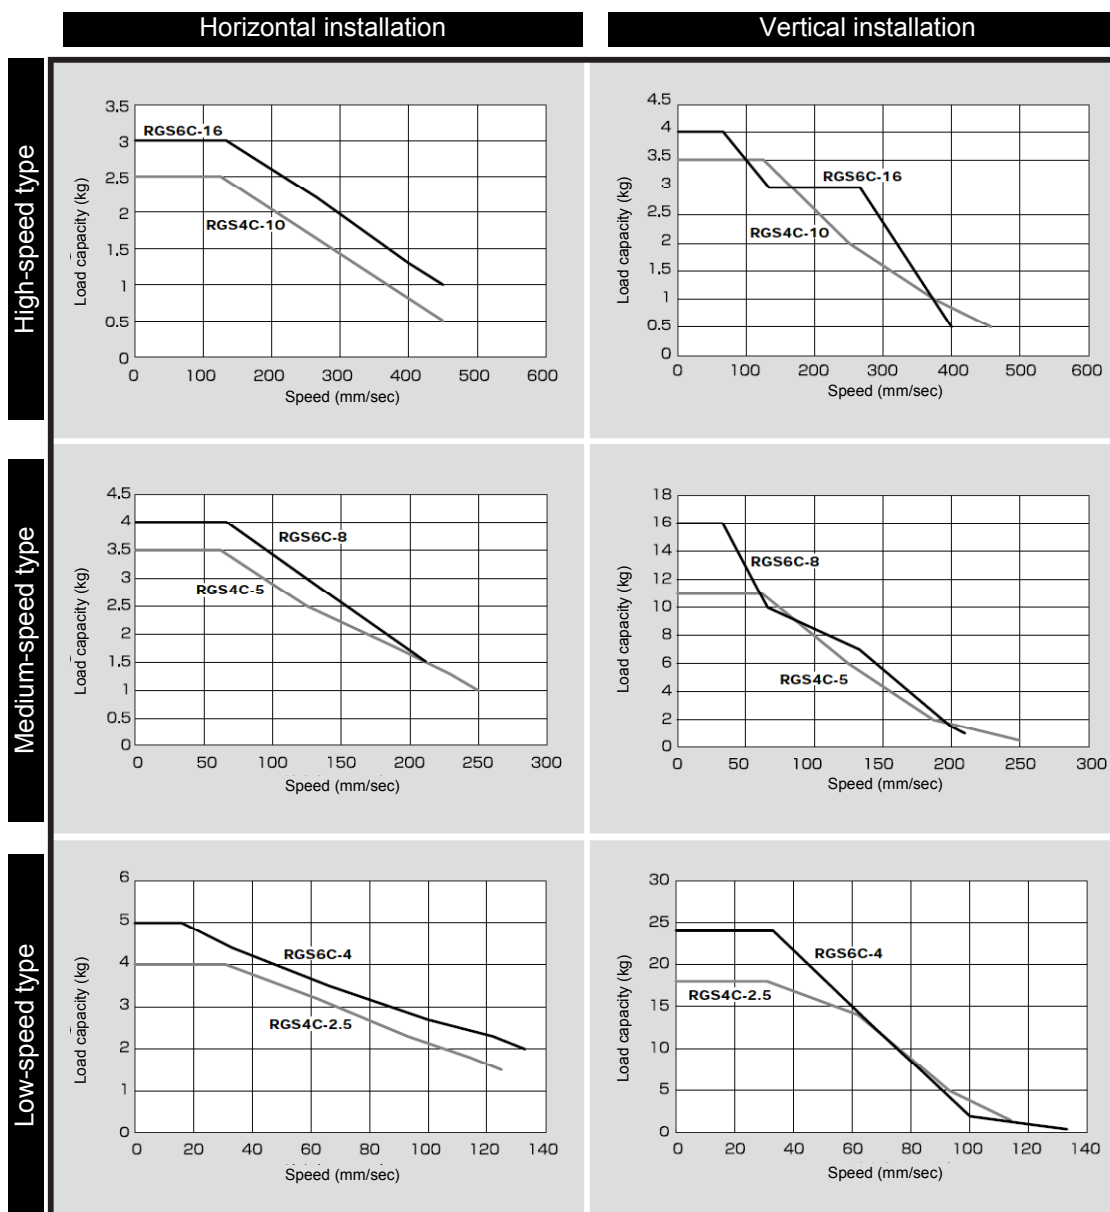 Horizontal installation
Vertical installation
High-speed type
3.5
3
2.5
2
1.5
1
0.5
0
Load capacity (kg)
RGS6C-16
RGS4C-10
0 100 200 300 400 500 600
Speed (mm/sec)
4.5
4
3.5
3
2.5
2
1.5
1
0.5
0
Load capacity (kg)
RGS6C-16
RGS4C-10
0 100 200 300 400 500 600
Speed (mm/sec)
Medium-speed type
4.5
4
3.5
3
2.5
2
1.5
1
0.5
0
Load capacity (kg)
RGS6C-8
RGS4C-5
0 50 100 150 200 250 300
Speed (mm/sec)
18
16
14
12
10
8
6
4
2
0
Load capacity (kg)
RGS6C-8
RGS4C-5
0 50 100 150 200 250 300
Speed (mm/sec)
Low-speed type
6
5
4
3
2
1
0
Load capacity (kg)
RGS6C-4
RGS4C-2.5
0 20 40 60 80 100 120 140
Speed (mm/sec)
30
25
20
15
10
5
0
Load capacity (kg)
RGS6C-4
RGS4C-2.5
0 20 40 60 80 100 120 140
Speed (mm/sec)